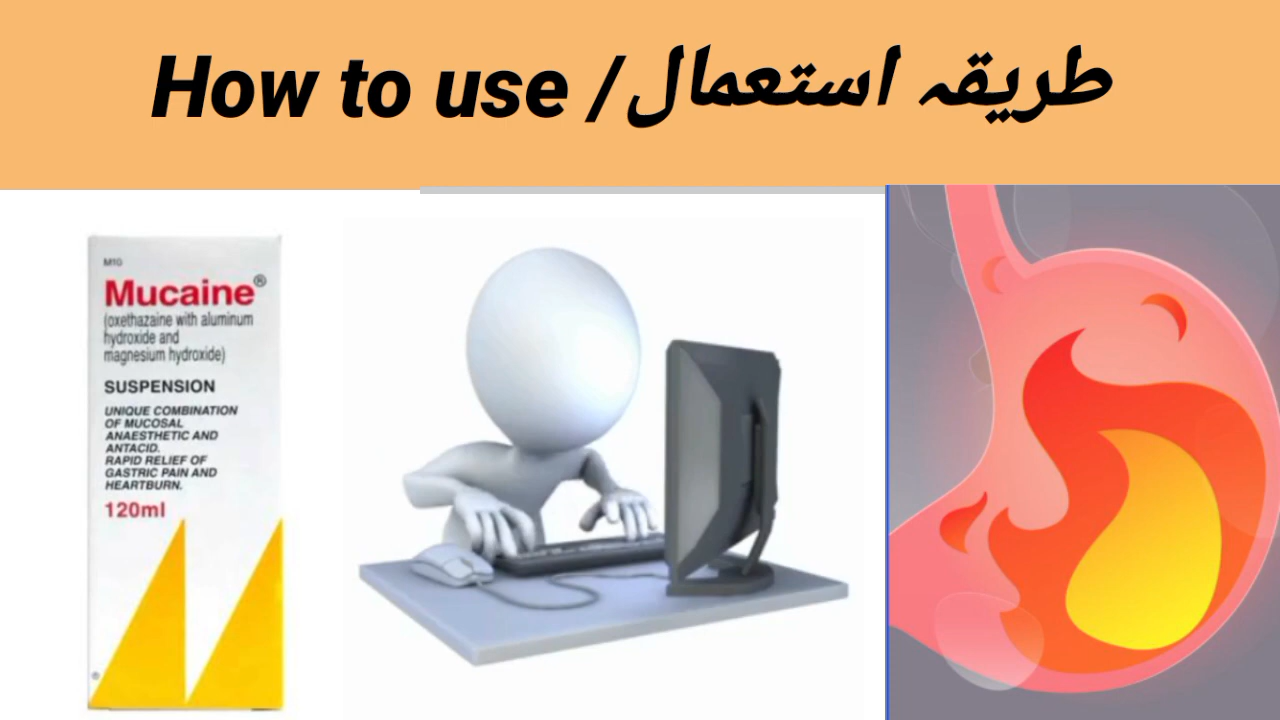 How to use /طریقہ استعمال
M10
Mucaine®
(oxethazaine with aluminum
hydroxide and
magnesium hydroxide)
SUSPENSION
UNIQUE COMBINATION
OF MUCOSAL
ANAESTHETIC AND
ANTACID.
RAPID RELIEF OF
GASTRIC PAIN AND
HEARTBURN.
120ml